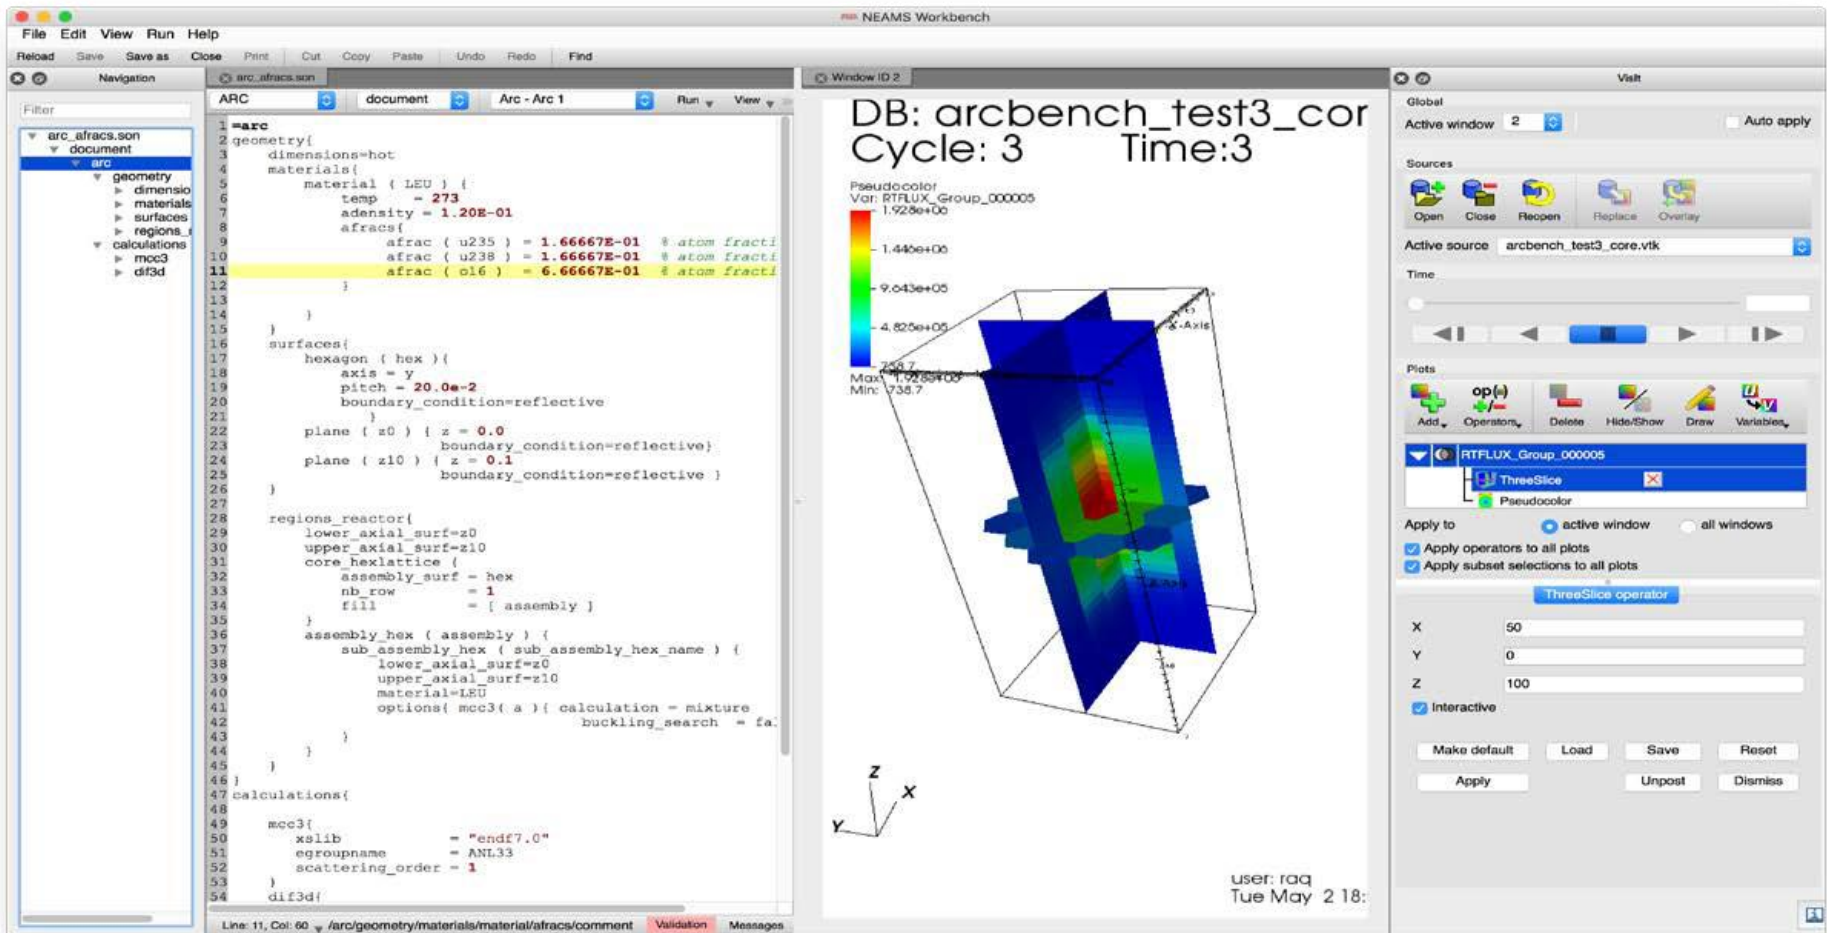 NEAMS Workbench
File Edit View Run Help
Reload Save Save as Close Print Cut Copy Paste Undo Redo Find
Navigation
Filter
arc_afracs.son
document
arc
geometry
dimensio
materials
surfaces
calculations
mcc3
dif3d
arc_afracs.son
ARC document Arc - Arc 1 Run View
1 =arc
2 geometry{
3 dimensions=hot
4 materials{
5 material ( LEU ) {
6 temp = 273
7 adensity = 1.20E-01
8 afracs{
9 afrac ( u235 ) = 1.66667E-01 % atom fracti
10 afrac ( u238 ) = 1.66667E-01 % atom fracti
11 afrac ( o16 ) = 6.66667E-01 % atom fracti
12 }
13
14 }
15 }
16 surfaces{
17 hexagon ( hex ){
18 axis = y
19 pitch = 20.0e-2
20 boundary_condition=reflective
21 }
22 plane ( z0 ) { z = 0.0
23 boundary_condition=reflective}
24 plane ( z10 ) { z = 0.1
25 boundary_condition=reflective }
26 }
27
28 regions_reactor{
29 lower_axial_surf=z0
30 upper_axial_surf=z10
31 core_hexlattice {
32 assembly_surf = hex
33 nb_row = 1
34 fill = [ assembly ]
35 }
36 assembly_hex ( assembly ) {
37 sub_assembly_hex ( sub_assembly_hex_name ) {
38 lower_axial_surf=z0
39 upper_axial_surf=z10
40 material=LEU
41 options{ mcc3( a ){ calculation = mixture
42 buckling_search = fa
43 }
44 }
45 }
46 }
47 calculations{
48
49 mcc3{
50 xslib = "endf7.0"
51 egroupname = ANL33
52 scattering_order = 1
53 }
54 dif3d{
Line: 11, Col: 60 /arc/geometry/materials/material/afracs/comment Validation Messages
Window ID 2
DB: arcbench_test3_cor
Cycle: 3 Time:3
Pseudocolor
Var: RTFLUX_Group_000005
1.928e+06
1.446e+06
9.643e+05
4.825e+05
738.7
Max: 1.928e+06
Min: 738.7
X-Axis
Z
X
Y
user: raq
Tue May 2 18:
Visit
Global
Active window 2 Auto apply
Sources
Open Close Reopen Replace Overlay
Active source arcbench_test3_core.vtk
Time
Plots
op(=)
+/-
Add Operators Delete Hide/Show Draw Variables
RTFLUX_Group_000005
ThreeSlice
Pseudocolor
Apply to active window all windows
Apply operators to all plots
Apply subset selections to all plots
ThreeSlice operator
X 50
Y 0
Z 100
Interactive
Make default Load Save Reset
Apply Unpost Dismiss